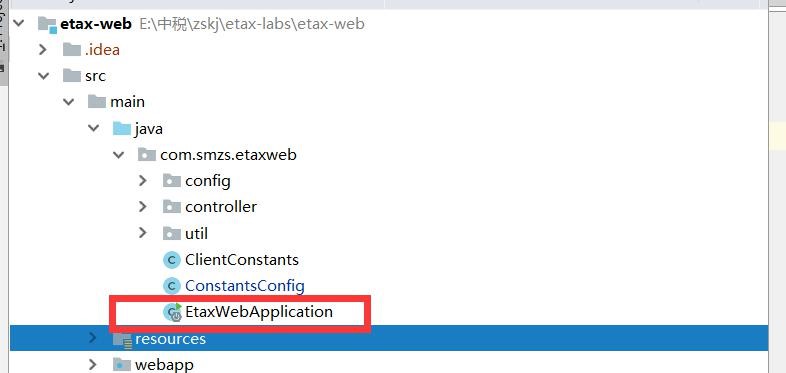 etax-web E:\中税\zskj\etax-labs\etax-web
.idea
src
main
java
com.smzs.etaxweb
config
controller
util
ClientConstants
ConstantsConfig
EtaxWebApplication
resources
webapp